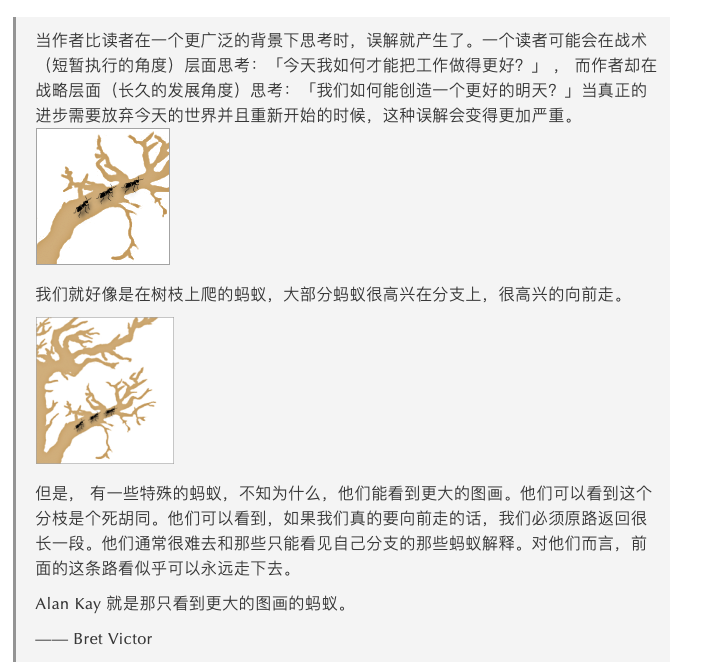 当作者比读者在一个更广泛的背景下思考时，误解就产生了。一个读者可能会在战术
（短暂执行的角度）层面思考：「今天我如何才能把工作做得更好？」 ， 而作者却在
战略层面（长久的发展角度）思考：「我们如何能创造一个更好的明天？」当真正的
进步需要放弃今天的世界并且重新开始的时候，这种误解会变得更加严重。
我们就好像是在树枝上爬的蚂蚁，大部分蚂蚁很高兴在分支上，很高兴的向前走。
但是， 有一些特殊的蚂蚁，不知为什么，他们能看到更大的图画。他们可以看到这个
分枝是个死胡同。他们可以看到，如果我们真的要向前走的话，我们必须原路返回很
长一段。他们通常很难去和那些只能看见自己分支的那些蚂蚁解释。对他们而言，前
面的这条路看似乎可以永远走下去。
Alan Kay 就是那只看到更大的图画的蚂蚁。
—— Bret Victor